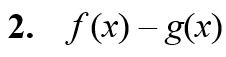 2. f(x) – g(x)